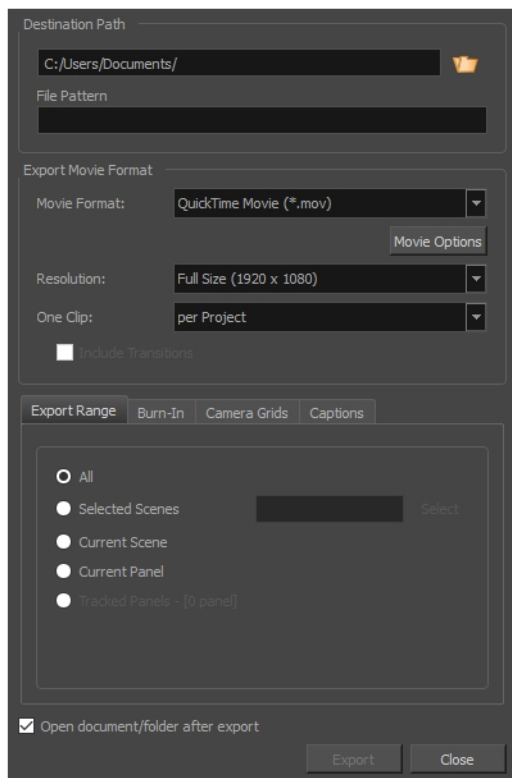 Destination Path
C:/Users/Documents/
File Pattern
Export Movie Format
Movie Format: QuickTime Movie (*.mov)
Movie Options
Resolution: Full Size (1920 x 1080)
One Clip: per Project
Include Transitions
Export Range Burn-In Camera Grids Captions
All
Selected Scenes Select
Current Scene
Current Panel
Tracked Panels - [0 panel]
Open document/folder after export
Export Close